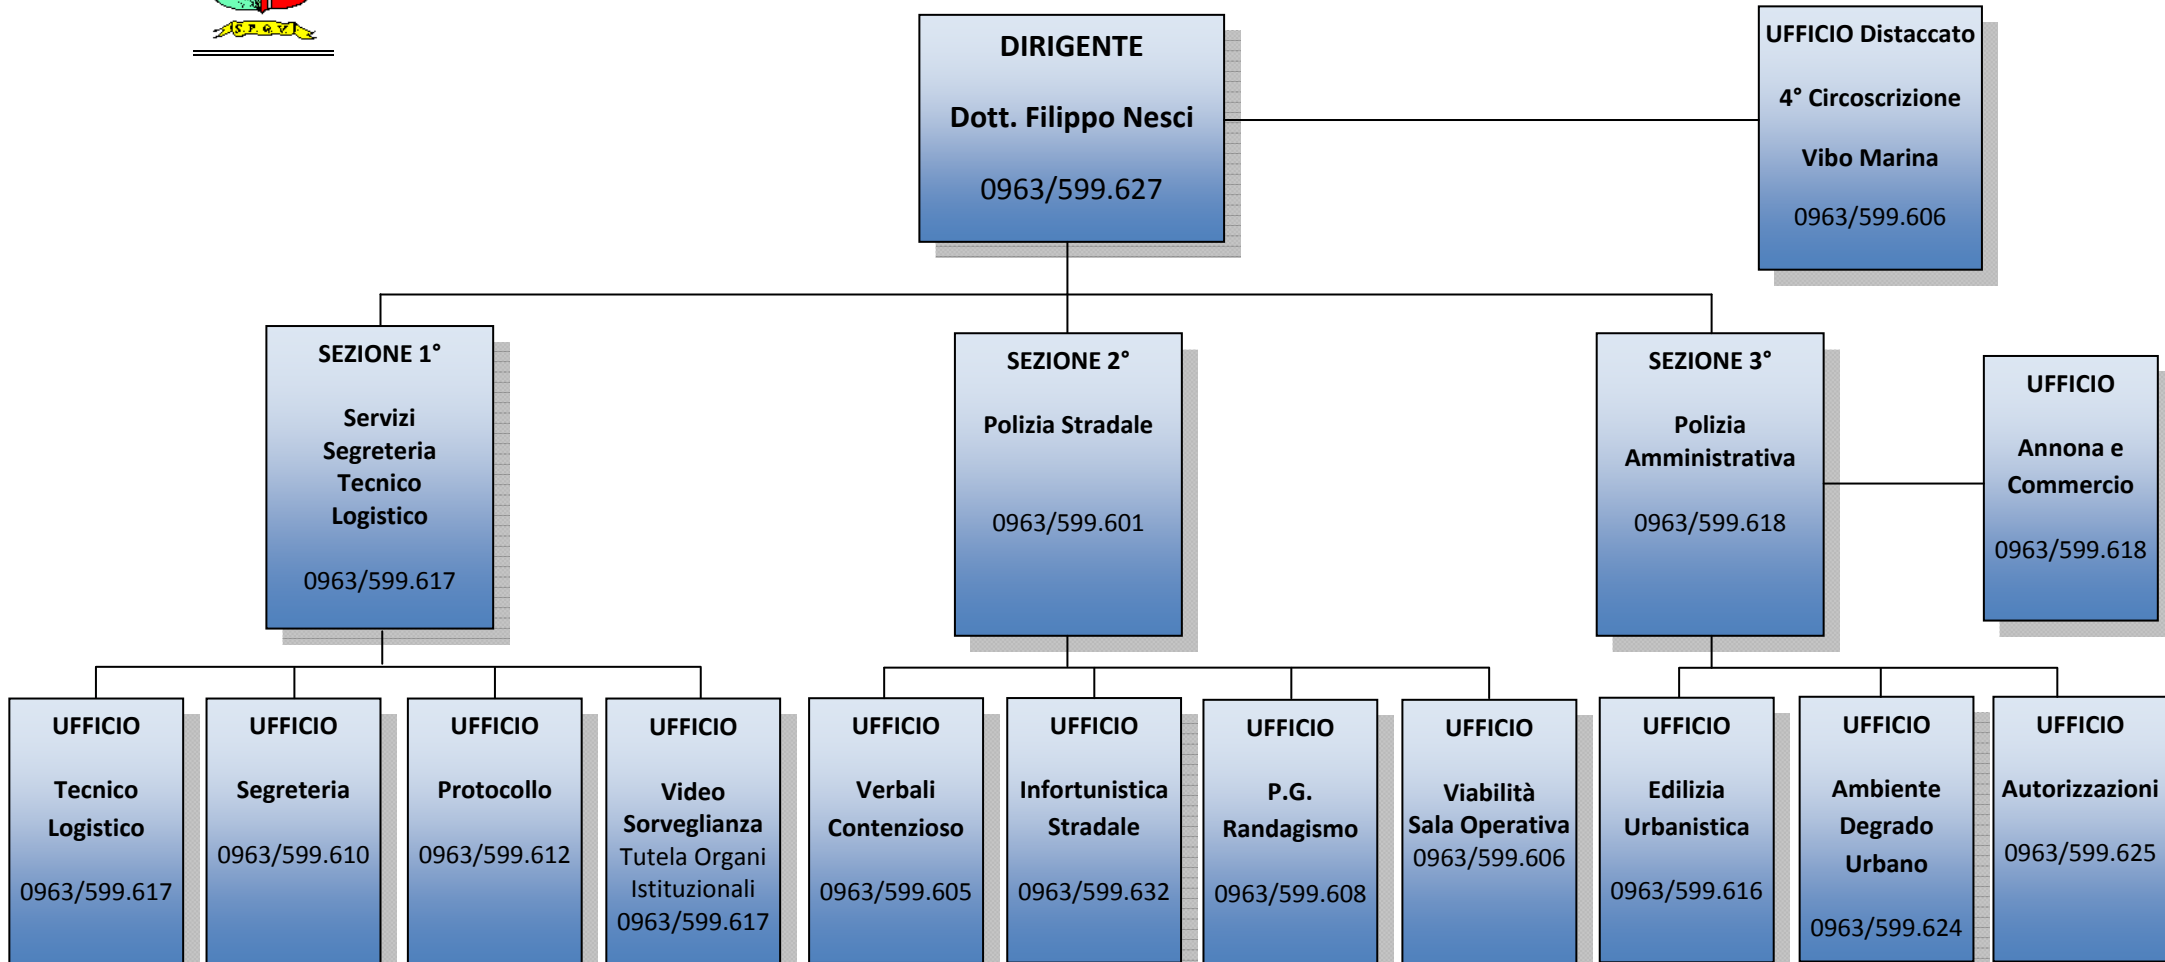 S.P.Q.V.
DIRIGENTE
Dott. Filippo Nesci
0963/599.627
UFFICIO Distaccato
4° Circoscrizione
Vibo Marina
0963/599.606
SEZIONE 1°
Servizi
Segreteria
Tecnico
Logistico
0963/599.617
SEZIONE 2°
Polizia Stradale
0963/599.601
SEZIONE 3°
Polizia
Amministrativa
0963/599.618
UFFICIO
Annona e
Commercio
0963/599.618
UFFICIO
Tecnico
Logistico
0963/599.617
UFFICIO
Segreteria
0963/599.610
UFFICIO
Protocollo
0963/599.612
UFFICIO
Video
Sorveglianza
Tutela Organi
Istituzionali
0963/599.617
UFFICIO
Verbali
Contenzioso
0963/599.605
UFFICIO
Infortunistica
Stradale
0963/599.632
UFFICIO
P.G.
Randagismo
0963/599.608
UFFICIO
Viabilità
Sala Operativa
0963/599.606
UFFICIO
Edilizia
Urbanistica
0963/599.616
UFFICIO
Ambiente
Degrado
Urbano
0963/599.624
UFFICIO
Autorizzazioni
0963/599.625